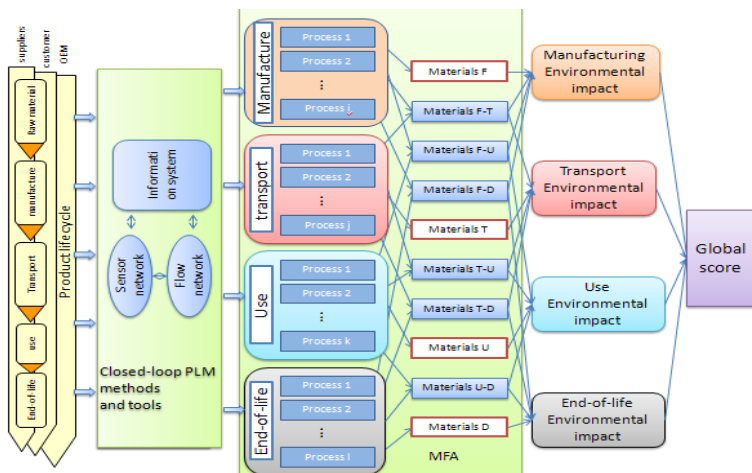 suppliers
customer
OEM
Raw material
manufacture
Transport
use
End-of-life
Product life cycle
Informati
on system
Sensor
network
Flow
network
Closed-loop PLM
methods
and tools
Manufacture
Process 1
Process 2
⋮
Process i
transport
Process 1
Process 2
⋮
Process j
Use
Process 1
Process 2
⋮
Process k
End-of-life
Process 1
Process 2
⋮
Process l
Materials F
Materials F-T
Materials F-U
Materials F-D
Materials T
Materials T-U
Materials T-D
Materials U
Materials U-D
Materials D
MFA
Manufacturing
Environmental
impact
Transport
Environmental
impact
Use
Environmental
impact
End-of-life
Environmental
impact
Global
score